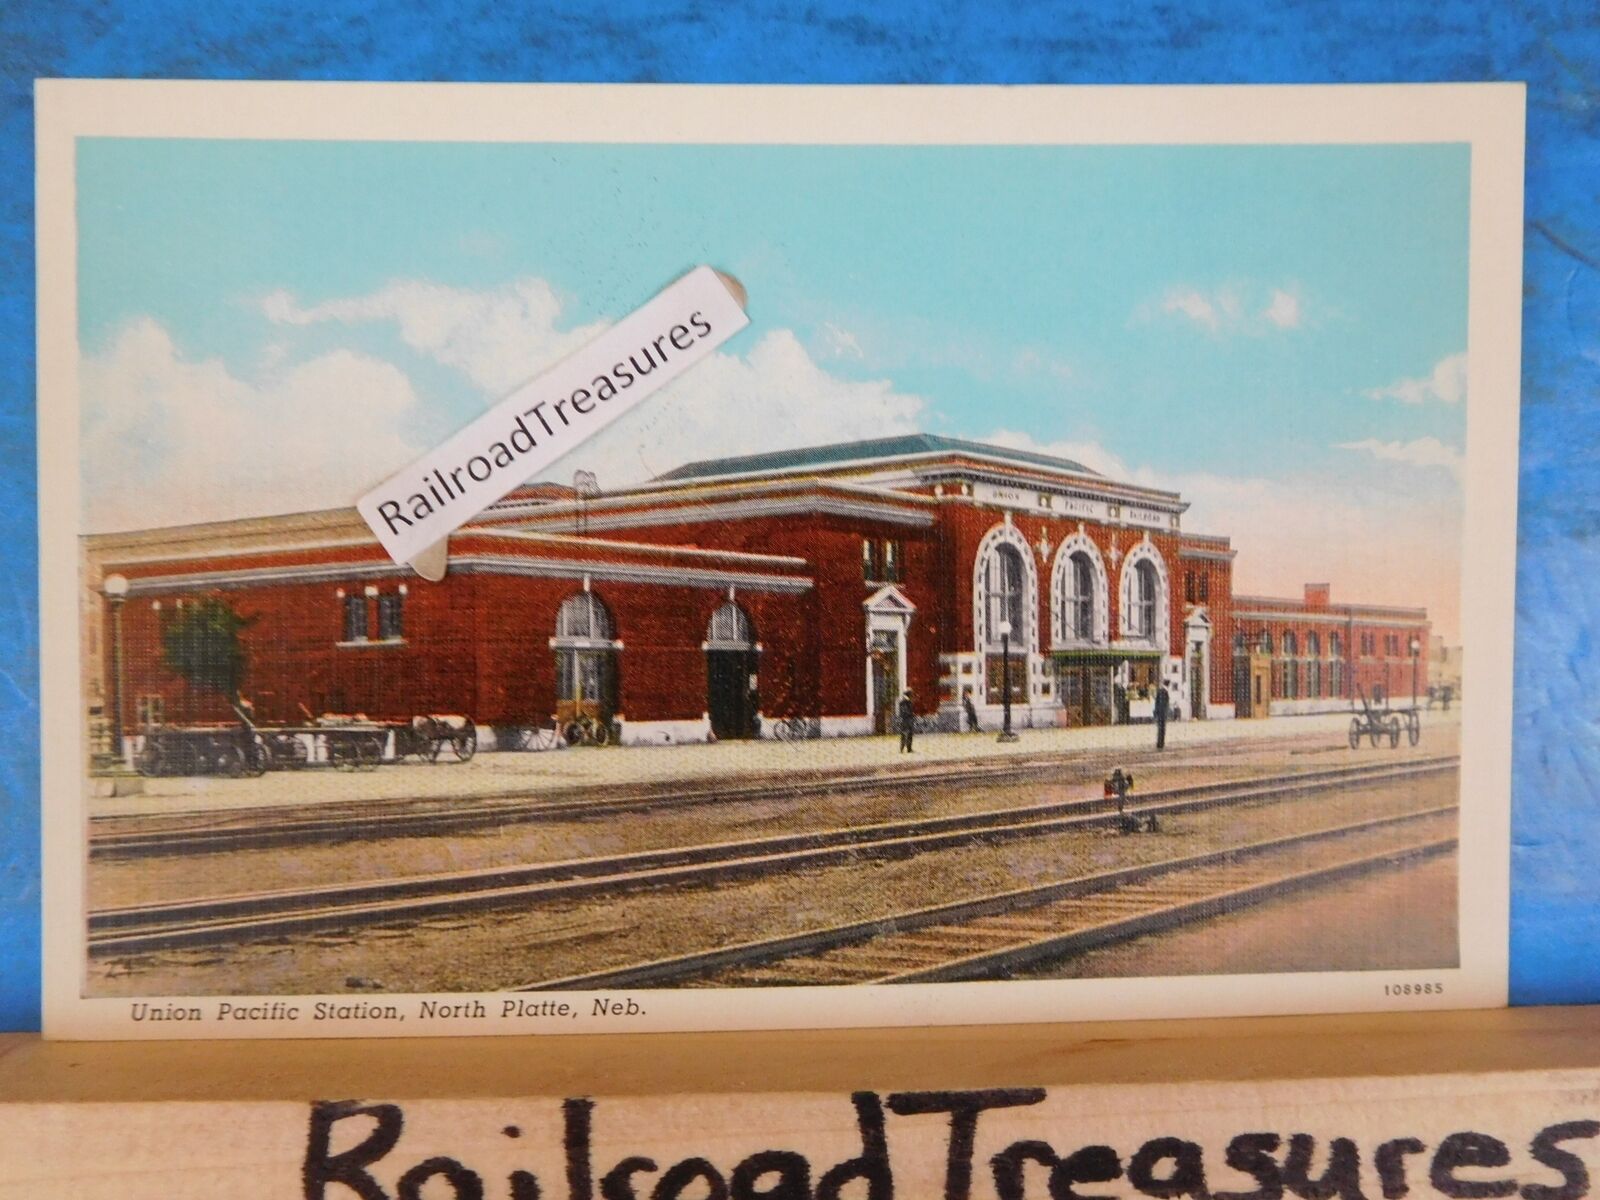 RailroadTreasures
UNION PACIFIC RAILROAD
Union Pacific Station, North Platte, Neb.
108985
RailroadTreasures